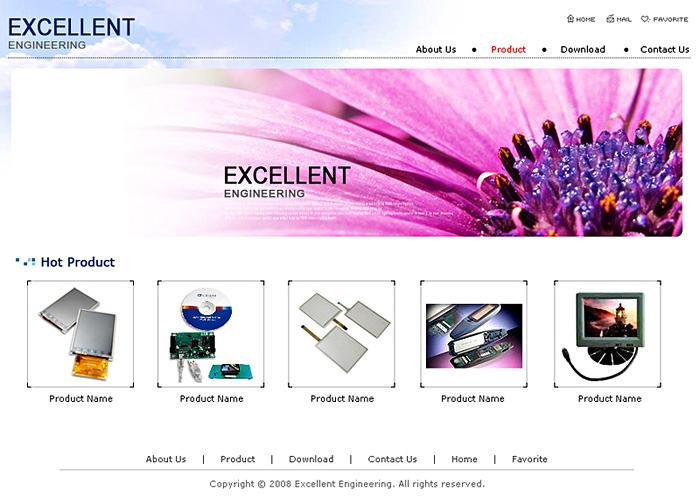 EXCELLENT
ENGINEERING
HOME MAIL FAVORITE
About Us Product Download Contact Us
EXCELLENT
ENGINEERING
Hot Product
Product Name Product Name Product Name Product Name Product Name
About Us | Product | Download | Contact Us | Home | Favorite
Copyright © 2008 Excellent Engineering. All rights reserved.